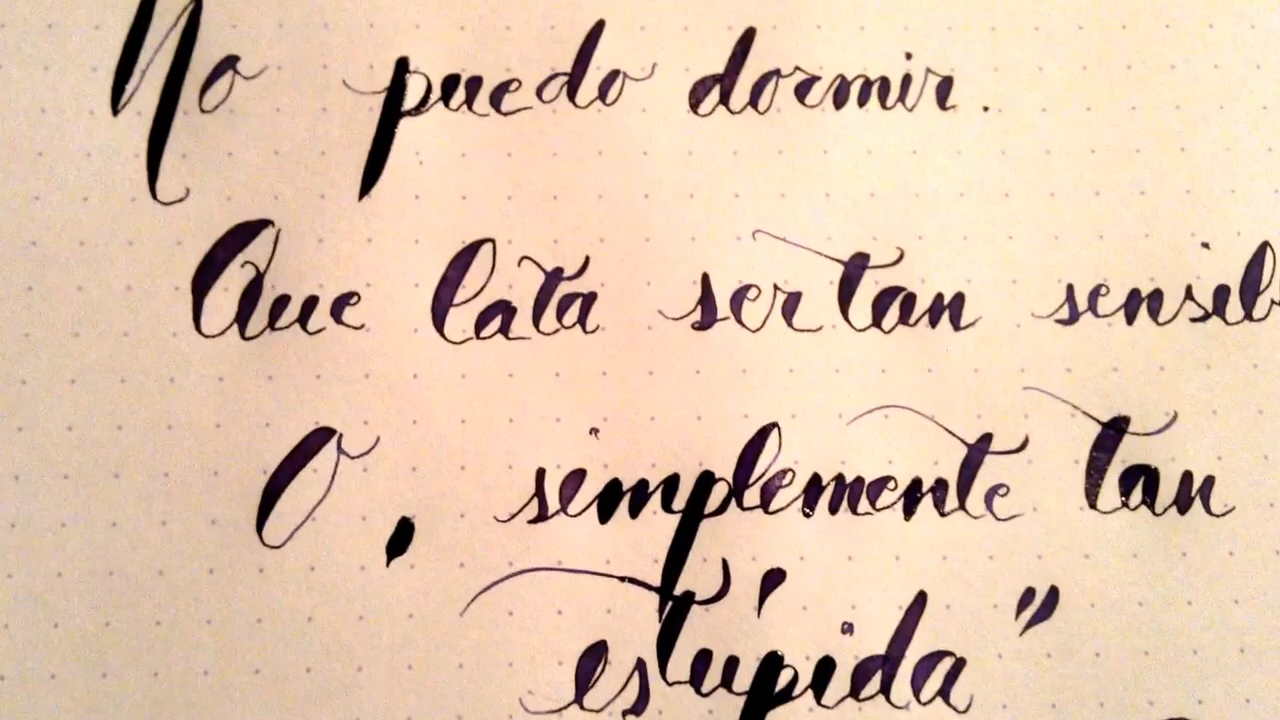 No puedo dormir.
Que lata ser tan sensib
O, simplemente tan
estúpida"